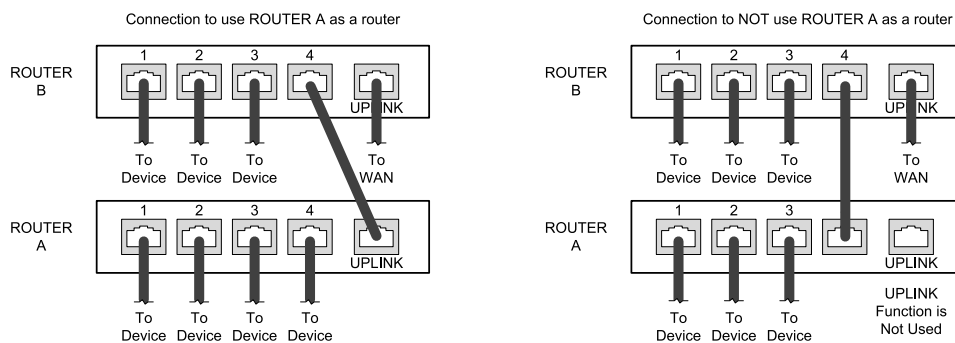 Connection to use ROUTER A as a router
1 2 3 4
ROUTER
B
UPLINK
To To To To
Device Device Device WAN
1 2 3 4
ROUTER
A
UPLINK
To To To To
Device Device Device Device
Connection to NOT use ROUTER A as a router
1 2 3 4
ROUTER
B
UPLINK
To To To To
Device Device Device WAN
1 2 3
ROUTER
A
UPLINK
To To To
Device Device Device
UPLINK
Function is
Not Used